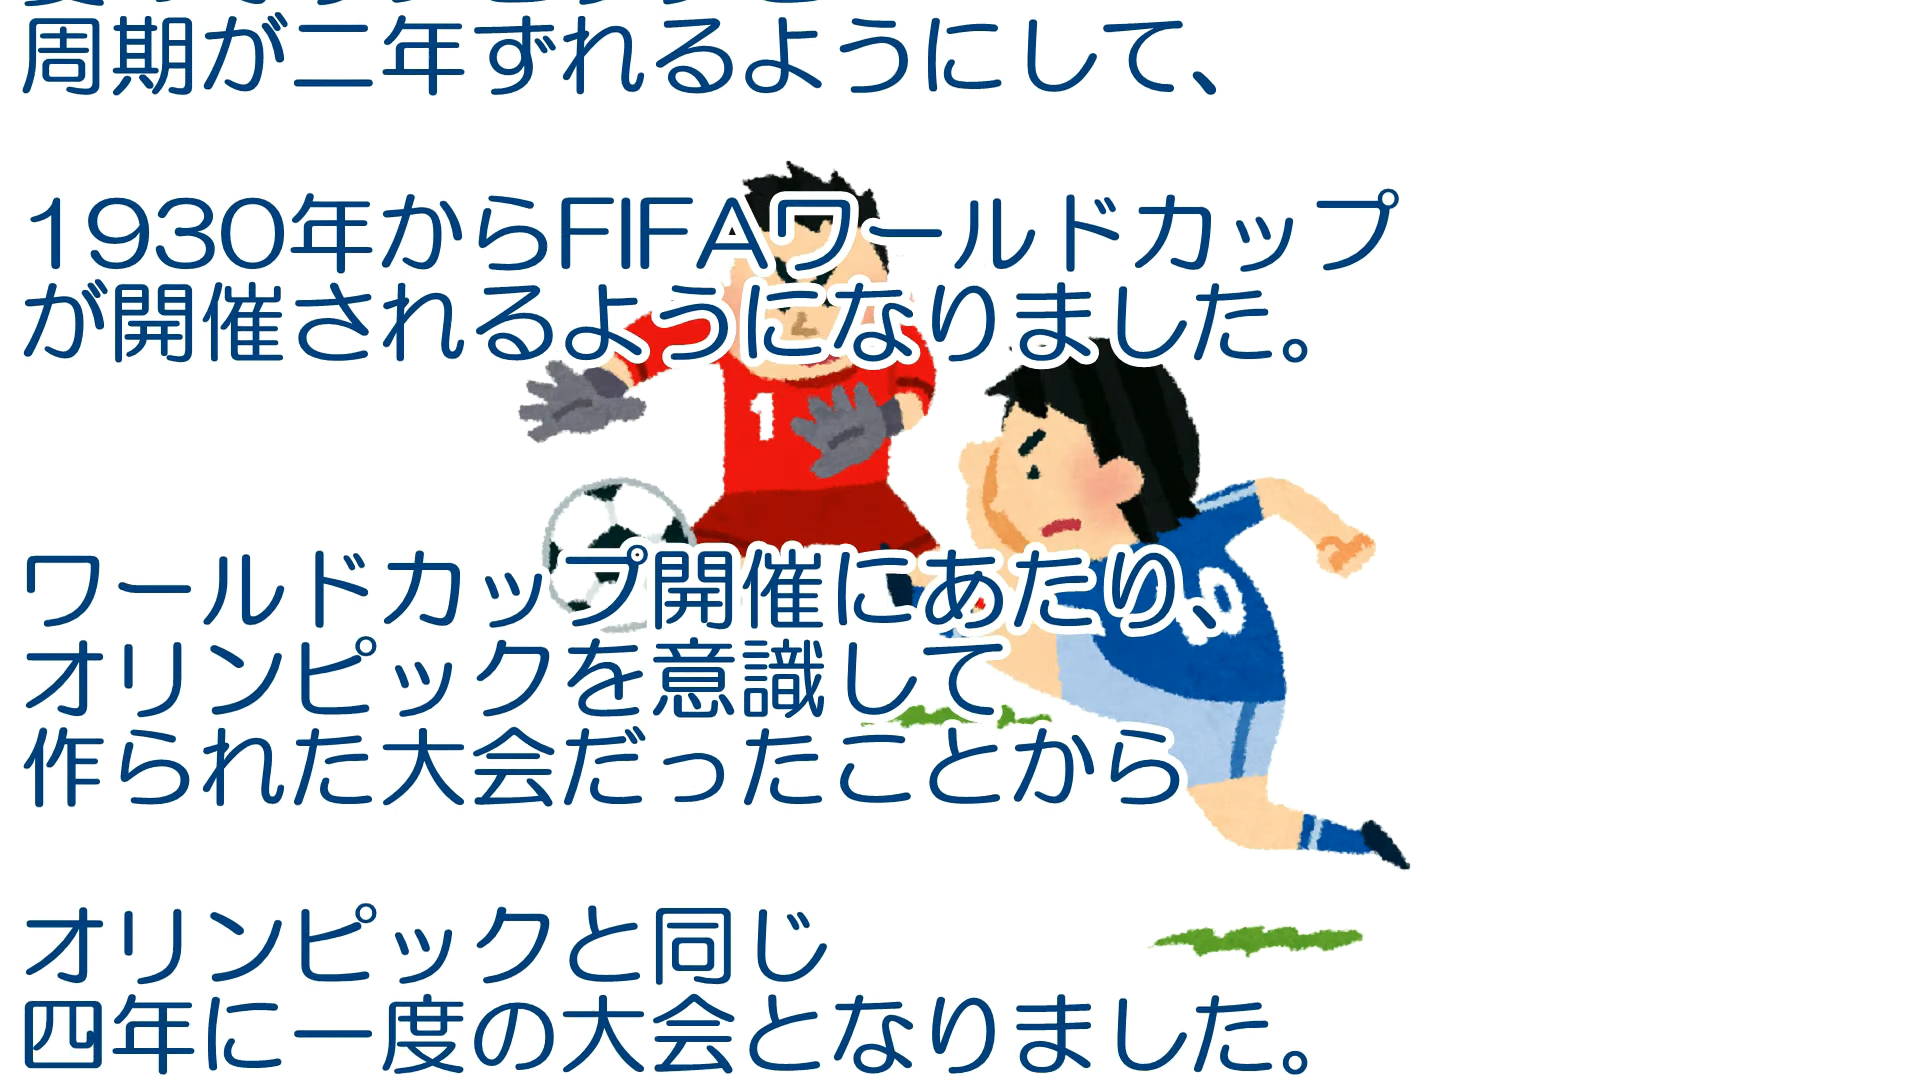 周期が二年ずれるようにして、
1930年からFIFAワールドカップ
が開催されるようになりました。
1
ワールドカップ開催にあたり、
オリンピックを意識して
作られた大会だったことから
オリンピックと同じ
四年に一度の大会となりました。